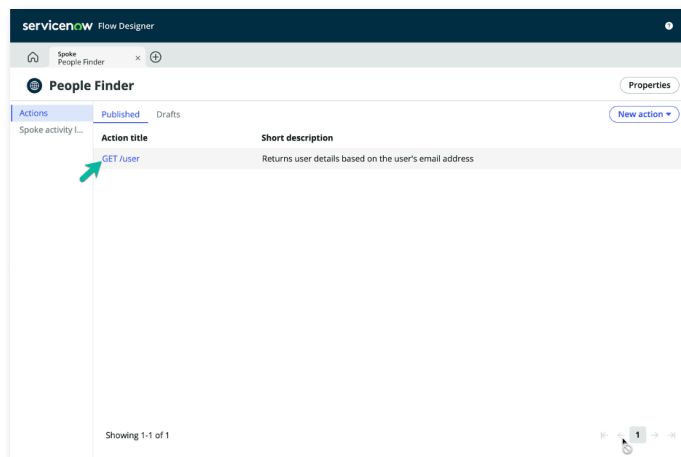 servicenow Flow Designer
Spoke
People Finder
People Finder
Properties
Actions
Spoke activity l...
Published Drafts
New action
Action title Short description
GET /user Returns user details based on the user's email address
Showing 1-1 of 1
1